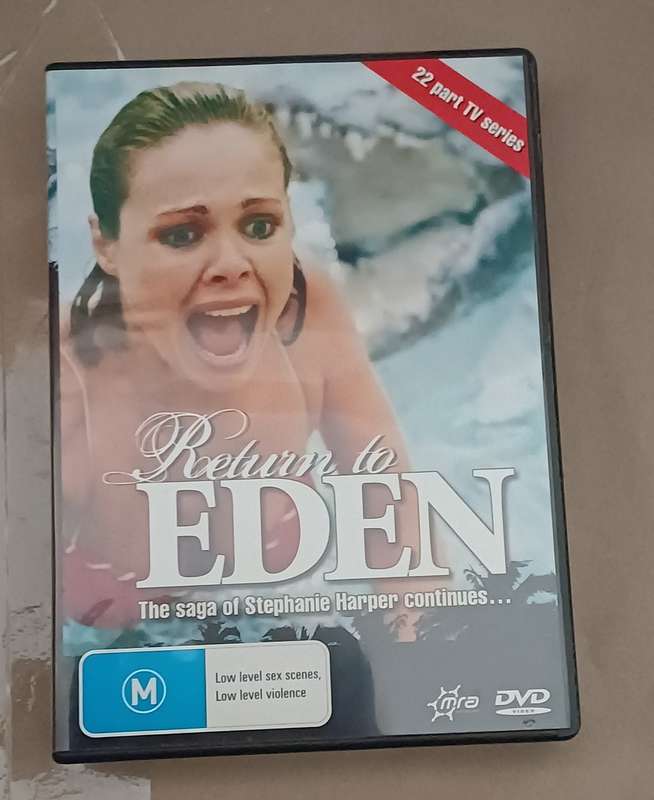 22 part TV series
Return to
EDEN
The saga of Stephanie Harper continues...
M
Low level sex scenes,
Low level violence
mra
DVD
VIDEO